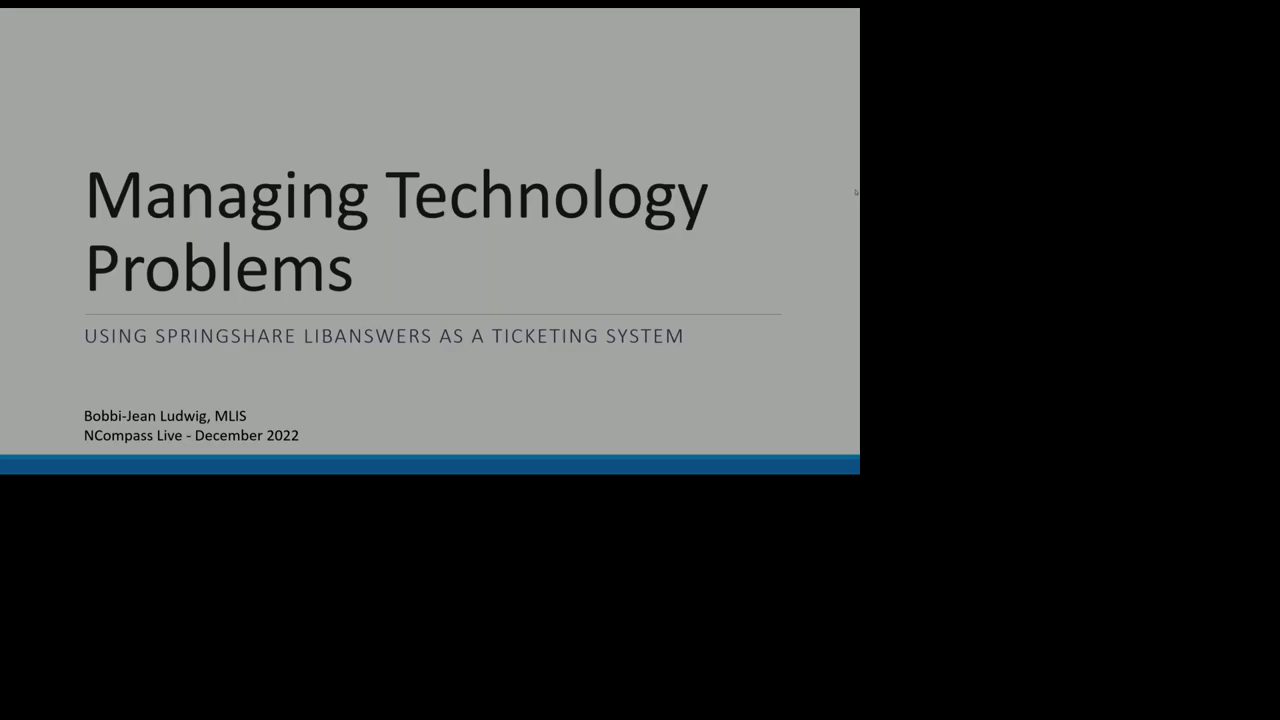 Managing Technology
Problems
USING SPRINGSHARE LIBANSWERS AS A TICKETING SYSTEM
Bobbi-Jean Ludwig, MLIS
NCompass Live - December 2022